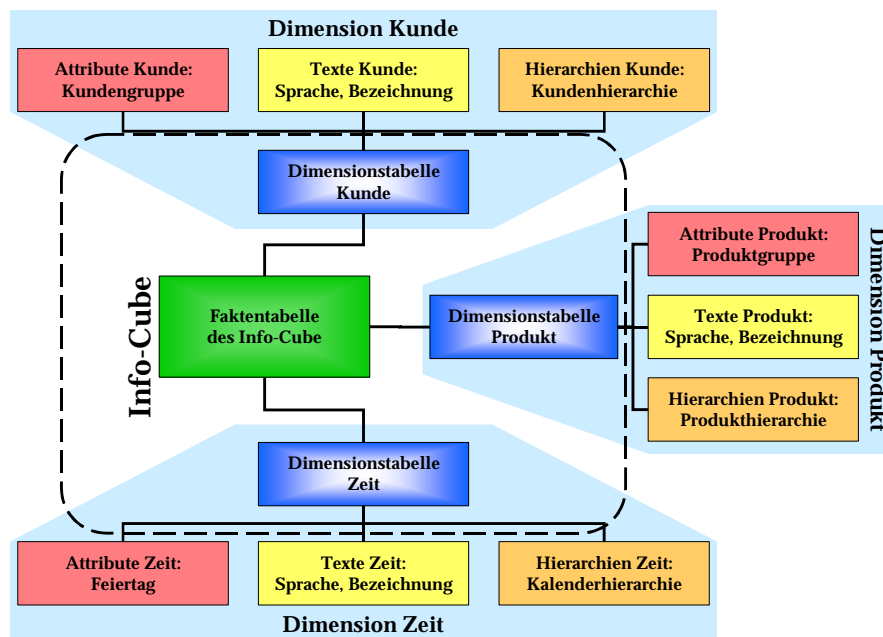 Dimension Kunde
Attribute Kunde:
Kundengruppe
Texte Kunde:
Sprache, Bezeichnung
Hierarchien Kunde:
Kundenhierarchie
Dimensionstabelle
Kunde
Info-Cube
Faktentabelle
des Info-Cube
Dimensionstabelle
Produkt
Attribute Produkt:
Produktgruppe
Texte Produkt:
Sprache, Bezeichnung
Hierarchien Produkt:
Produkthierarchie
Dimension Produkt
Dimensionstabelle
Zeit
Attribute Zeit:
Feiertag
Texte Zeit:
Sprache, Bezeichnung
Hierarchien Zeit:
Kalenderhierarchie
Dimension Zeit